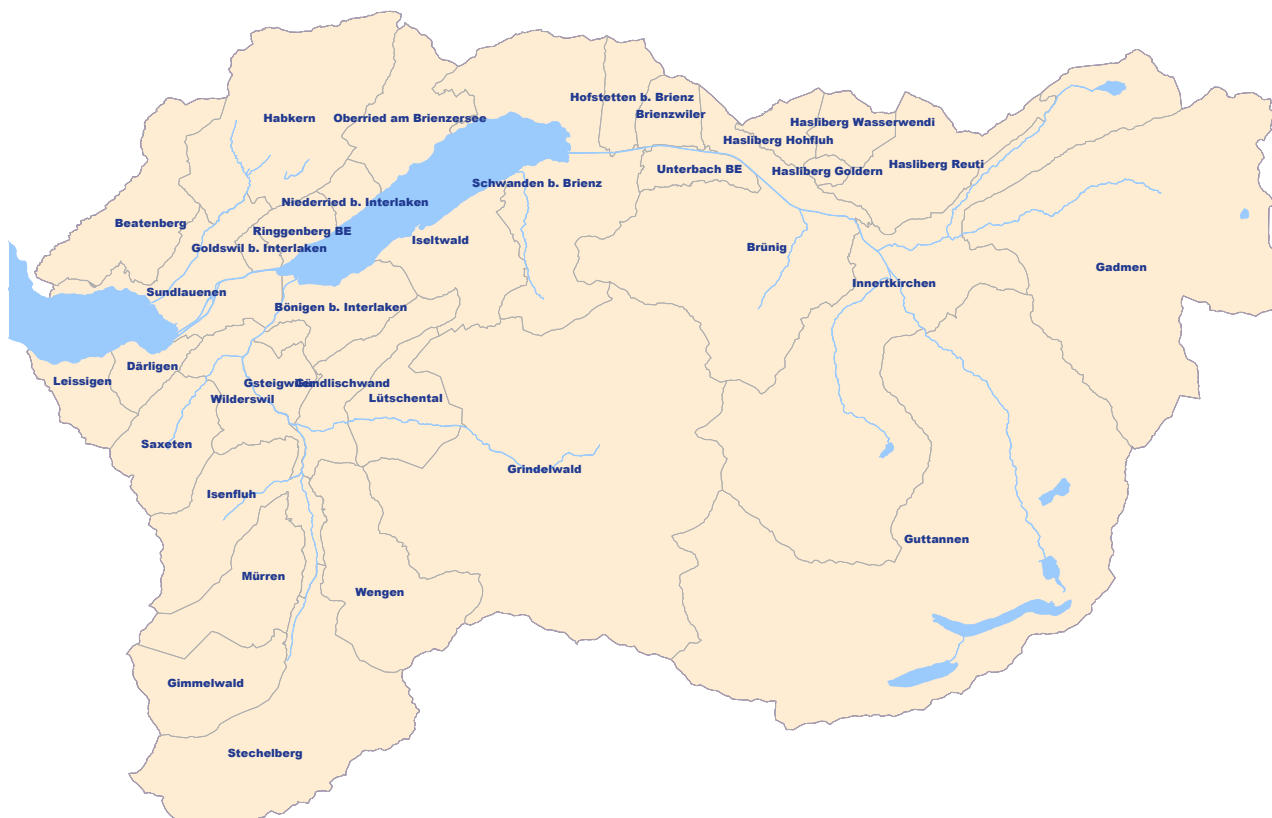 Hofstetten b. Brienz
Brienzwiler
Habkern
Oberried am Brienzersee
Hasliberg Wasserwendi
Hasliberg Hohfluh
Hasliberg Reuti
Unterbach BE
Hasliberg Goldern
Schwanden b. Brienz
Niederried b. Interlaken
Beatenberg
Ringgenberg BE
Iseltwald
Goldswil b. Interlaken
Brünig
Gadmen
Innertkirchen
Sundlauenen
Bönigen b. Interlaken
Därligen
Leissigen
Gsteigwiler
Gündlischwand
Wilderswil
Lütschental
Saxeten
Grindelwald
Isenfluh
Guttannen
Mürren
Wengen
Gimmelwald
Stechelberg